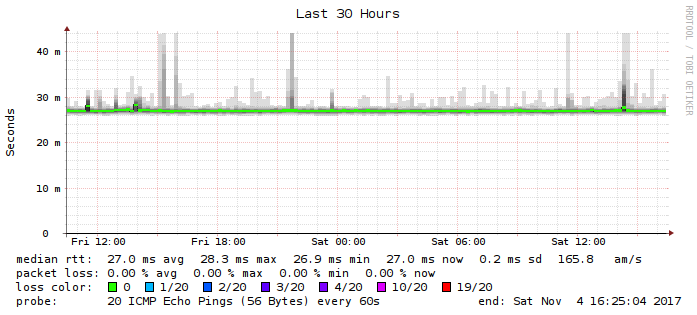 Last 30 Hours
RRDTOOL / TOBI OETIKER
Seconds
40 m
30 m
20 m
10 m
0
Fri 12:00 Fri 18:00 Sat 00:00 Sat 06:00 Sat 12:00
median rtt: 27.0 ms avg 28.3 ms max 26.9 ms min 27.0 ms now 0.2 ms sd 165.8 am/s
packet loss: 0.00 % avg 0.00 % max 0.00 % min 0.00 % now
loss color: 0 1/20 2/20 3/20 4/20 10/20 19/20
probe: 20 ICMP Echo Pings (56 Bytes) every 60s end: Sat Nov 4 16:25:04 2017